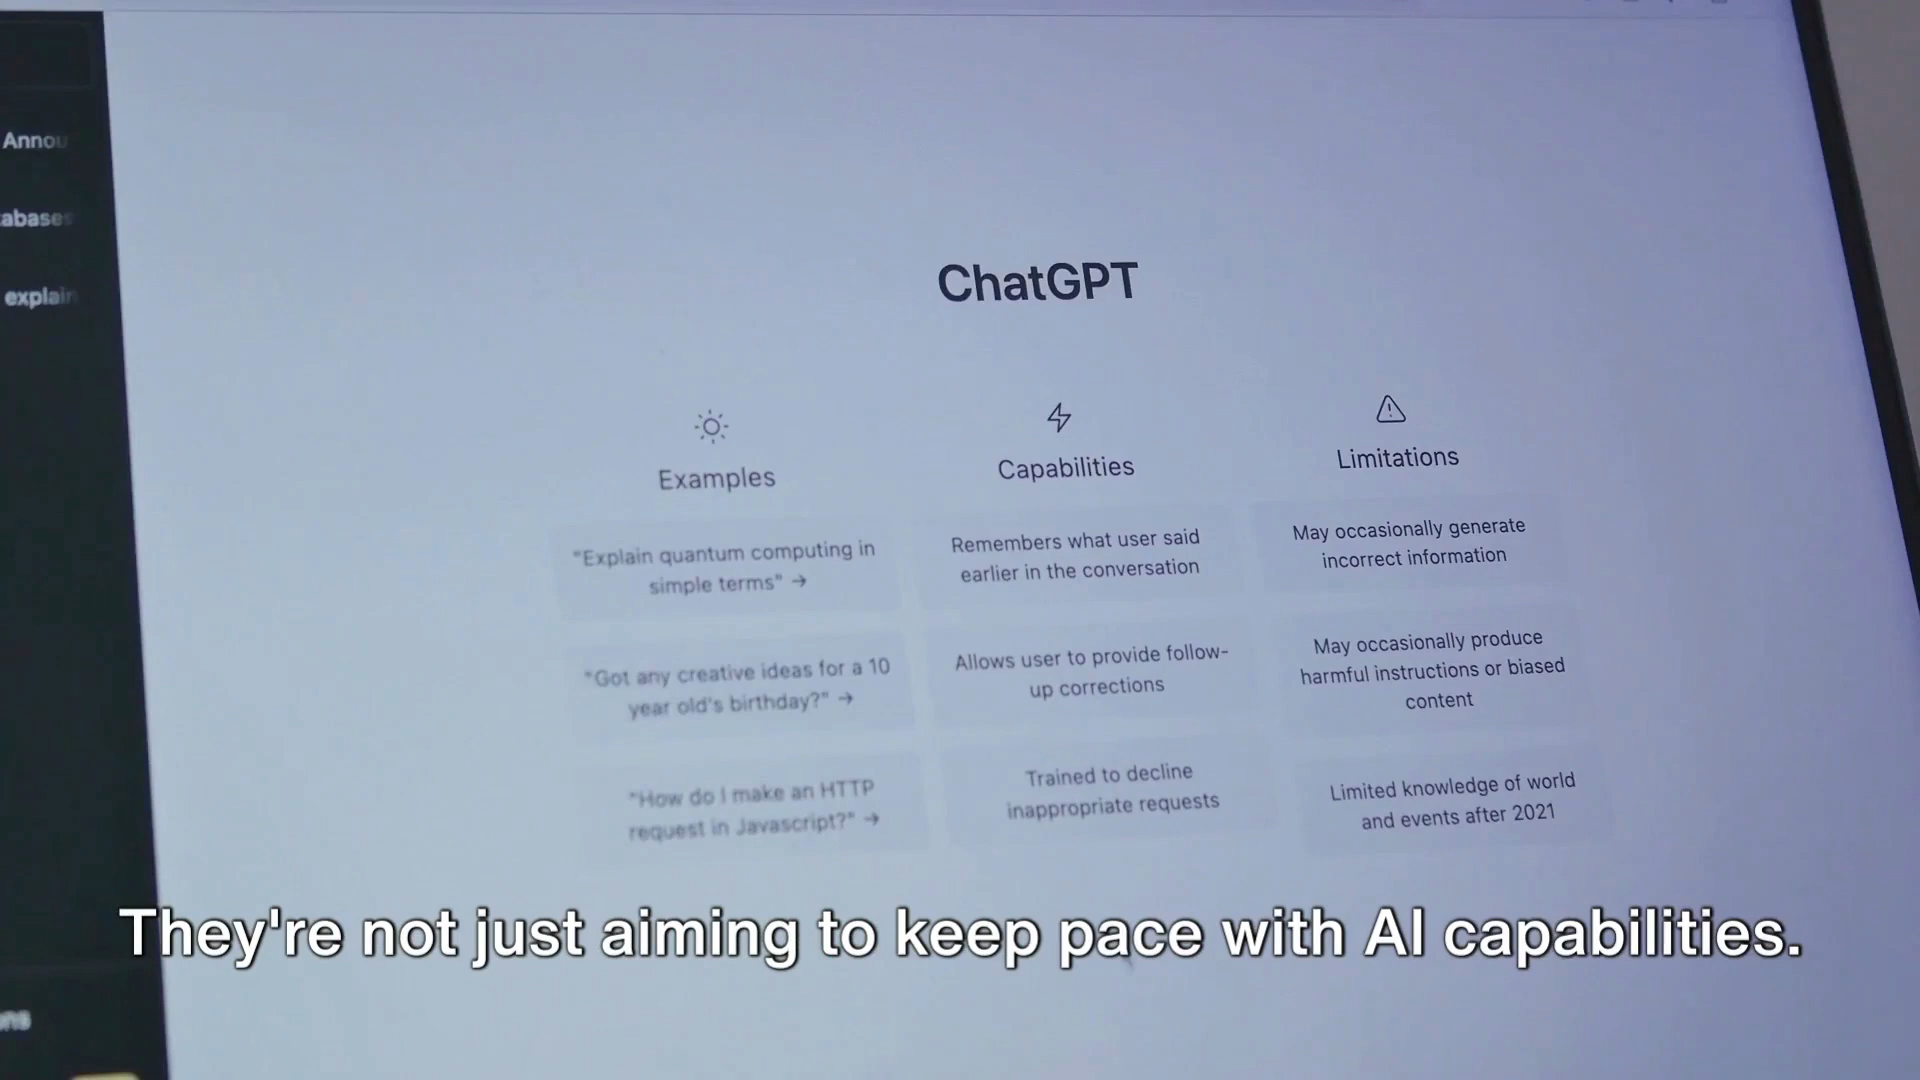 ChatGPT
Examples
"Explain quantum computing in
simple terms" →
"Got any creative ideas for a 10
year old's birthday?" →
"How do I make an HTTP
request in Javascript?" →
Capabilities
Remembers what user said
earlier in the conversation
Allows user to provide follow-
up corrections
Trained to decline
inappropriate requests
Limitations
May occasionally generate
incorrect information
May occasionally produce
harmful instructions or biased
content
Limited knowledge of world
and events after 2021
explain
They're not just aiming to keep pace with AI capabilities.